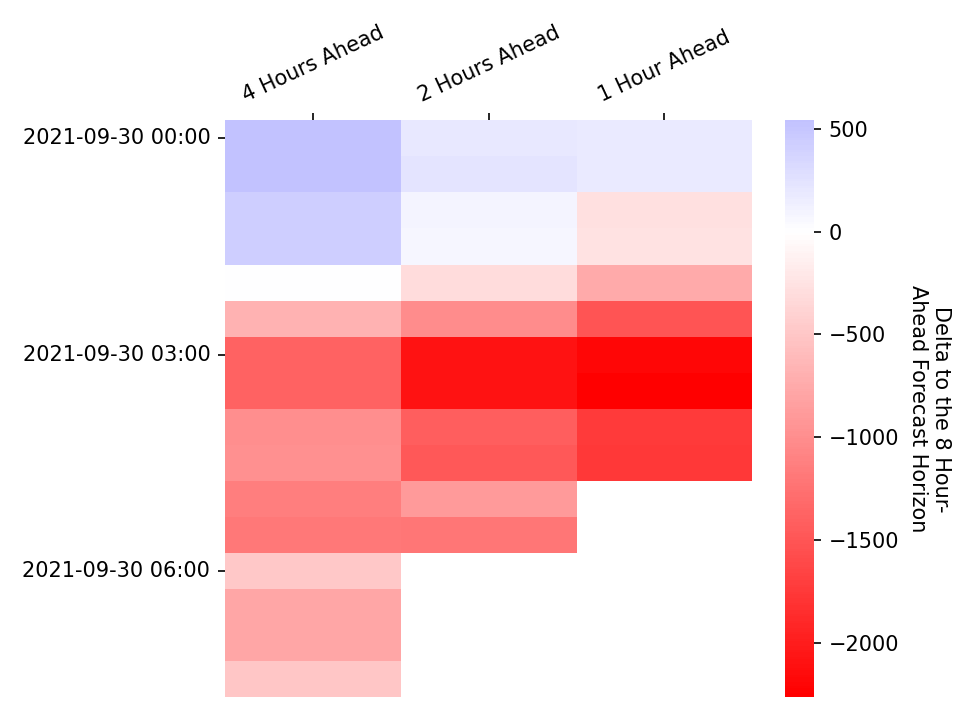 4 Hours Ahead
2 Hours Ahead
1 Hour Ahead
2021-09-30 00:00
2021-09-30 03:00
2021-09-30 06:00
500
0
−500
−1000
−1500
−2000
Delta to the 8 Hour-
Ahead Forecast Horizon